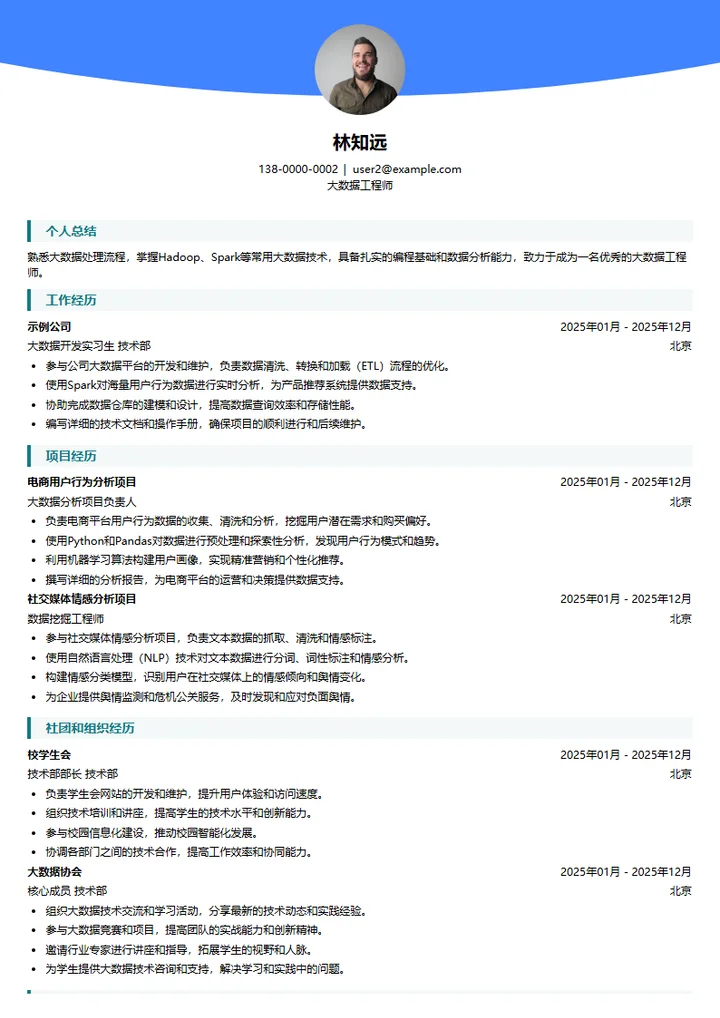 林知远
138-0000-0002 | user2@example.com
大数据工程师
个人总结
熟悉大数据处理流程，掌握Hadoop、Spark等常用大数据技术，具备扎实的编程基础和数据分析能力，致力于成为一名优秀的大数据工程
师。
工作经历
示例公司 2025年01月 - 2025年12月
大数据开发实习生 技术部 北京
• 参与公司大数据平台的开发和维护，负责数据清洗、转换和加载（ETL）流程的优化。
• 使用Spark对海量用户行为数据进行实时分析，为产品推荐系统提供数据支持。
• 协助完成数据仓库的建模和设计，提高数据查询效率和存储性能。
• 编写详细的技术文档和操作手册，确保项目的顺利进行和后续维护。
项目经历
电商用户行为分析项目 2025年01月 - 2025年12月
大数据分析项目负责人 北京
• 负责电商平台用户行为数据的收集、清洗和分析，挖掘用户潜在需求和购买偏好。
• 使用Python和Pandas对数据进行预处理和探索性分析，发现用户行为模式和趋势。
• 利用机器学习算法构建用户画像，实现精准营销和个性化推荐。
• 撰写详细的分析报告，为电商平台的运营和决策提供数据支持。
社交媒体情感分析项目 2025年01月 - 2025年12月
数据挖掘工程师 北京
• 参与社交媒体情感分析项目，负责文本数据的抓取、清洗和情感标注。
• 使用自然语言处理（NLP）技术对文本数据进行分词、词性标注和情感分析。
• 构建情感分类模型，识别用户在社交媒体上的情感倾向和舆情变化。
• 为企业提供舆情监测和危机公关服务，及时发现和应对负面舆情。
社团和组织经历
校学生会 2025年01月 - 2025年12月
技术部部长 技术部 北京
• 负责学生会网站的开发和维护，提升用户体验和访问速度。
• 组织技术培训和讲座，提高学生的技术水平和创新能力。
• 参与校园信息化建设，推动校园智能化发展。
• 协调各部门之间的技术合作，提高工作效率和协同能力。
大数据协会 2025年01月 - 2025年12月
核心成员 技术部 北京
• 组织大数据技术交流和学习活动，分享最新的技术动态和实践经验。
• 参与大数据竞赛和项目，提高团队的实战能力和创新精神。
• 邀请行业专家进行讲座和指导，拓展学生的视野和人脉。
• 为学生提供大数据技术咨询和支持，解决学习和实践中的问题。